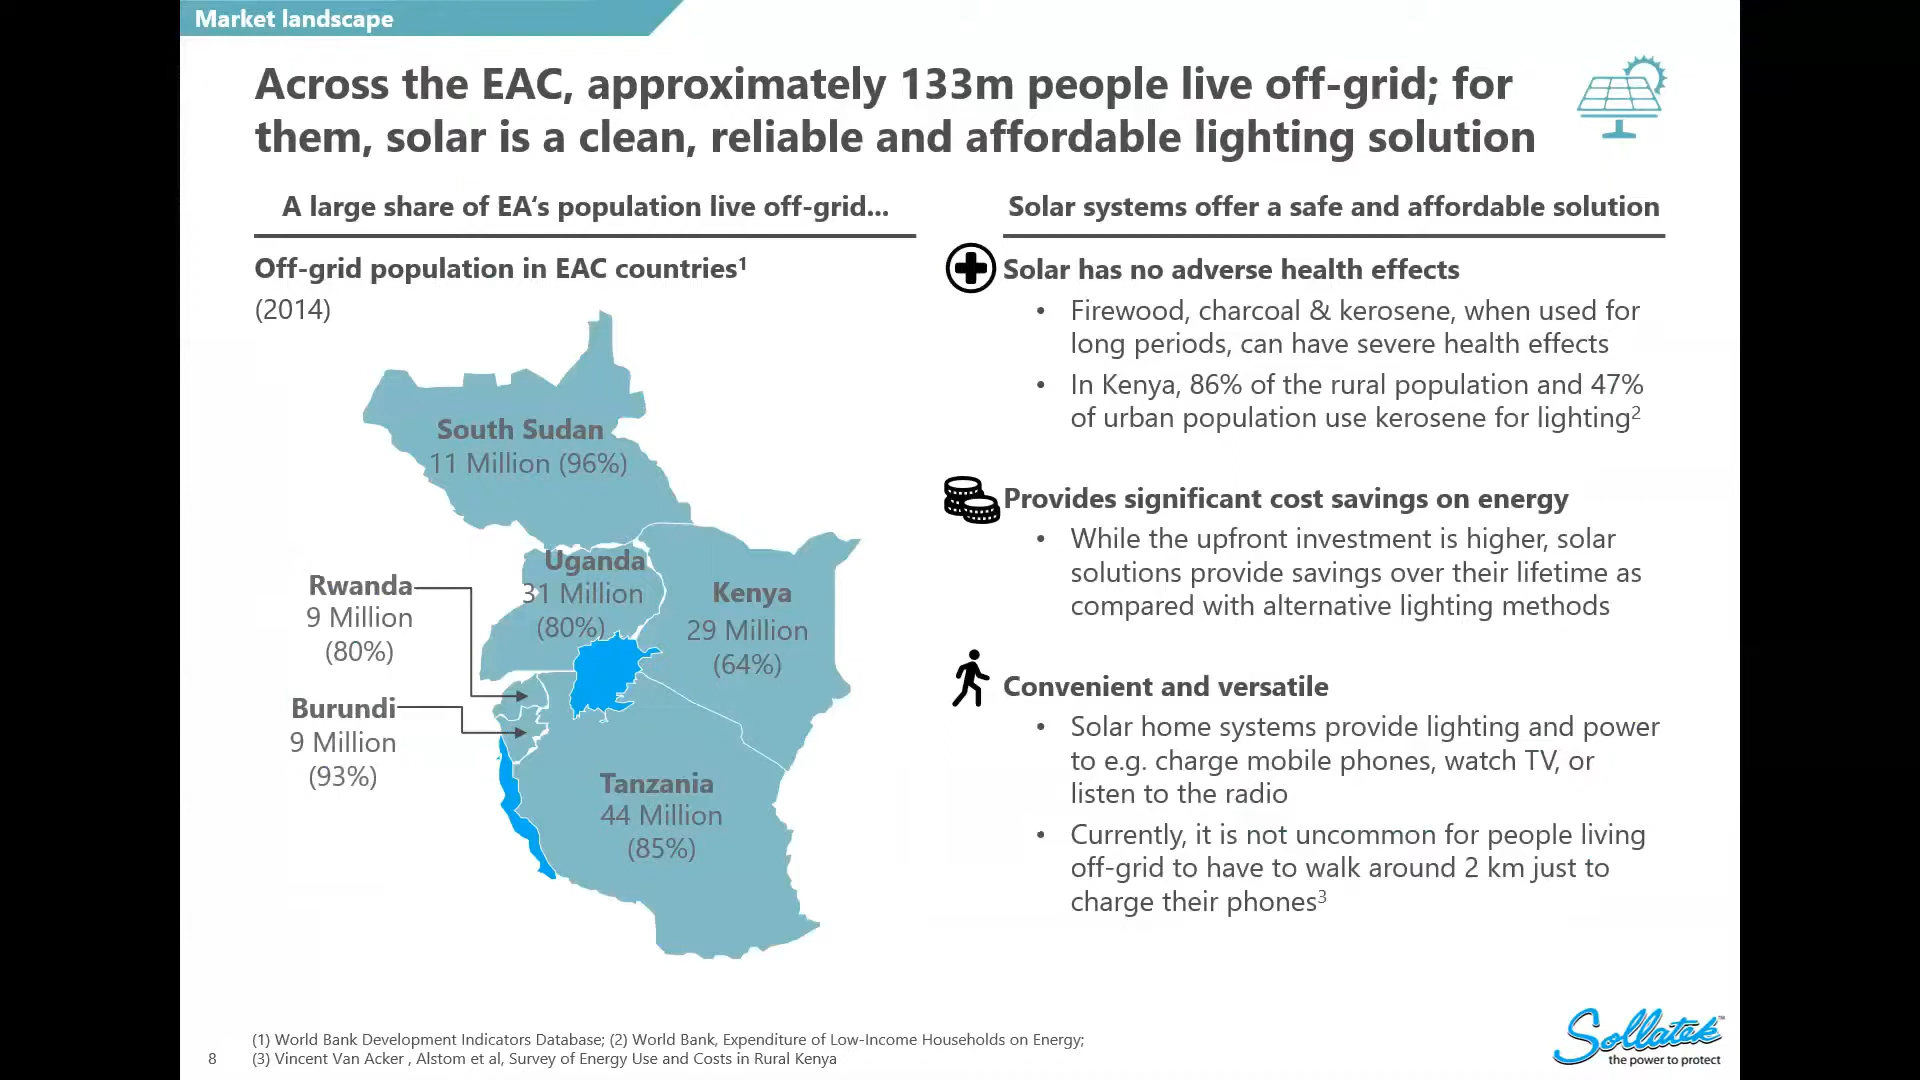 Market landscape
Across the EAC, approximately 133m people live off-grid; for
them, solar is a clean, reliable and affordable lighting solution
A large share of EA‘s population live off-grid...
Off-grid population in EAC countries¹
(2014)
South Sudan
11 Million (96%)
Uganda
31 Million
(80%)
Kenya
29 Million
(64%)
Rwanda
9 Million
(80%)
Burundi
9 Million
(93%)
Tanzania
44 Million
(85%)
Solar systems offer a safe and affordable solution
Solar has no adverse health effects
• Firewood, charcoal & kerosene, when used for
long periods, can have severe health effects
• In Kenya, 86% of the rural population and 47%
of urban population use kerosene for lighting²
Provides significant cost savings on energy
• While the upfront investment is higher, solar
solutions provide savings over their lifetime as
compared with alternative lighting methods
Convenient and versatile
• Solar home systems provide lighting and power
to e.g. charge mobile phones, watch TV, or
listen to the radio
• Currently, it is not uncommon for people living
off-grid to have to walk around 2 km just to
charge their phones³
(1) World Bank Development Indicators Database; (2) World Bank, Expenditure of Low-Income Households on Energy;
8 (3) Vincent Van Acker , Alstom et al, Survey of Energy Use and Costs in Rural Kenya
Sollatek™
the power to protect